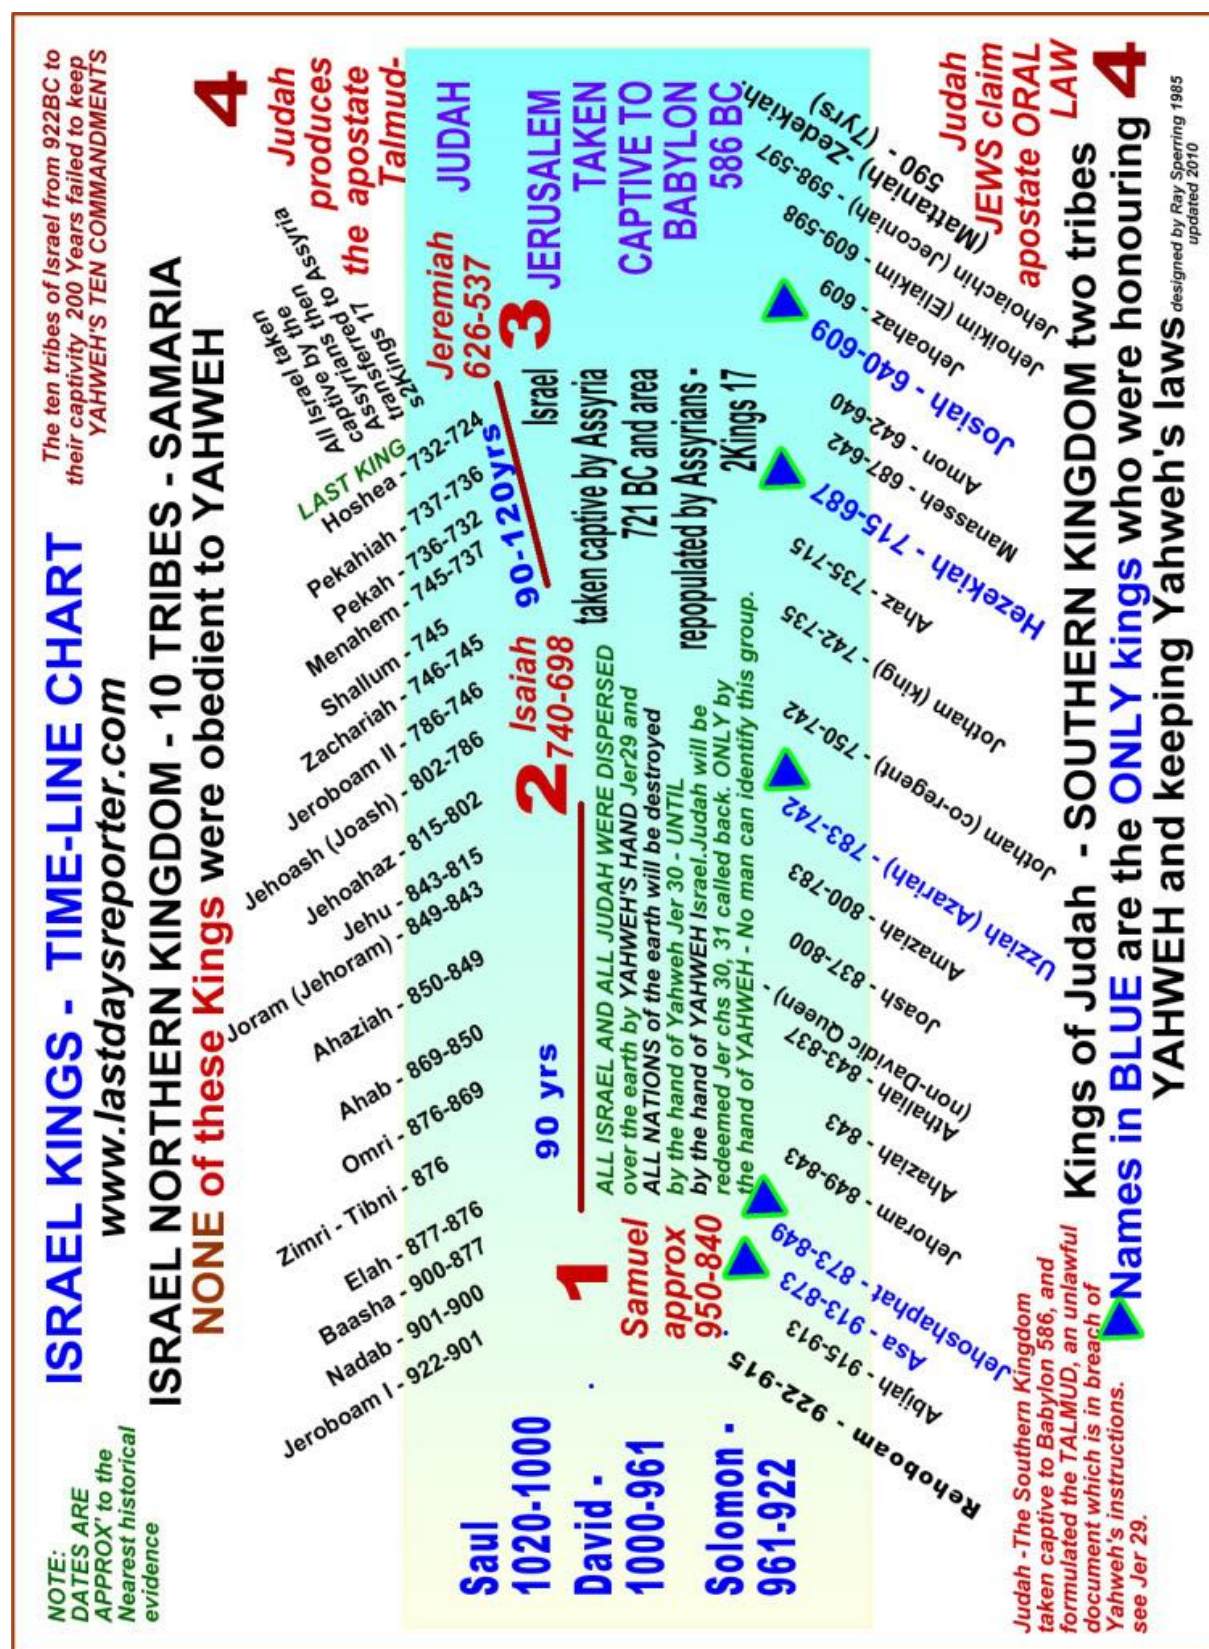 NOTE:
DATES ARE
APPROX' to the
Nearest historical
evidence
ISRAEL KINGS - TIME-LINE CHART
www.lastdaysreporter.com
The ten tribes of Israel from 922BC to
their captivity 200 Years failed to keep
YAHWEH'S TEN COMMANDMENTS
ISRAEL NORTHERN KINGDOM - 10 TRIBES - SAMARIA
NONE of these Kings were obedient to YAHWEH
4
Judah
produces
the apostate
Talmud-
Jeroboam I - 922-901
Nadab - 901-900
Baasha - 900-877
Elah - 877-876
Zimri - Tibni - 876
Omri - 876-869
Ahab - 869-850
Ahaziah - 850-849
Joram (Jehoram) - 849-843
Jehu - 843-815
Jehoahaz - 815-802
Jehoash (Joash) - 802-786
Jeroboam II - 786-746
Zachariah - 746-745
Shallum - 745
Menahem - 745-737
Pekah - 736-732
Pekahiah - 737-736
LAST KING
Hoshea - 732-724
All Israel taken
captive by the
Assyrians then
transferred to Assyria
s2Kings 17
Saul
1020-1000
David -
1000-961
Solomon -
961-922
1
Samuel
approx
950-840
90 yrs
2
Isaiah
740-698
90-120yrs
3
Jeremiah
626-537
ALL ISRAEL AND ALL JUDAH WERE DISPERSED
over the earth by YAHWEH'S HAND Jer29 and
ALL NATIONS of the earth will be destroyed
by the hand of Yahweh Jer 30 - UNTIL
by the hand of YAHWEH Israel.Judah will be
redeemed Jer chs 30, 31 called back. ONLY by
the hand of YAHWEH - No man can identify this group.
Israel
taken captive by Assyria
721 BC and area
repopulated by Assyrians -
2Kings 17
JUDAH
JERUSALEM
TAKEN
CAPTIVE TO
BABYLON
586 BC
Rehoboam - 922-915
Abijah - 915-913
Asa - 913-873
Jehoshaphat - 873-849
Jehoram - 849-843
Ahaziah - 843
Athaliah - 843-837
(non-Davidic Queen) -
Joash - 837-800
Amaziah - 800-783
Uzziah (Azariah) - 783-742
Jotham (co-regent) - 750-742
Jotham (king) - 742-735
Ahaz - 735-715
Hezekiah - 715-687
Manasseh - 687-642
Amon - 642-640
Josiah - 640-609
Jehoahaz - 609
Jehoikim (Eliakim - 609-598
Jehoiachin (Jeconiah) - 598-597
(Mattaniah) -Zedekiah.
590 - (7yrs)
Judah
JEWS claim
apostate ORAL
LAW
Judah -The Southern Kingdom
taken captive to Babylon 586, and
formulated the TALMUD, an unlawful
document which is in breach of
Yahweh's instructions.
see Jer 29.
Kings of Judah - SOUTHERN KINGDOM two tribes
Names in BLUE are the ONLY kings who were honouring
YAHWEH and keeping Yahweh's laws
4
designed by Ray Sperring 1985
updated 2010